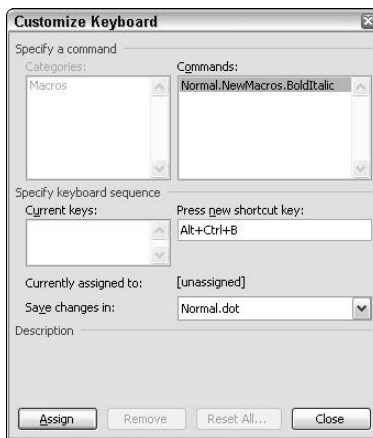 Customize Keyboard
Specify a command
Categories: Commands:
Macros Normal.NewMacros.BoldItalic
Specify keyboard sequence
Current keys: Press new shortcut key:
Alt+Ctrl+B
Currently assigned to: [unassigned]
Save changes in: Normal.dot
Description
Assign Remove Reset All... Close